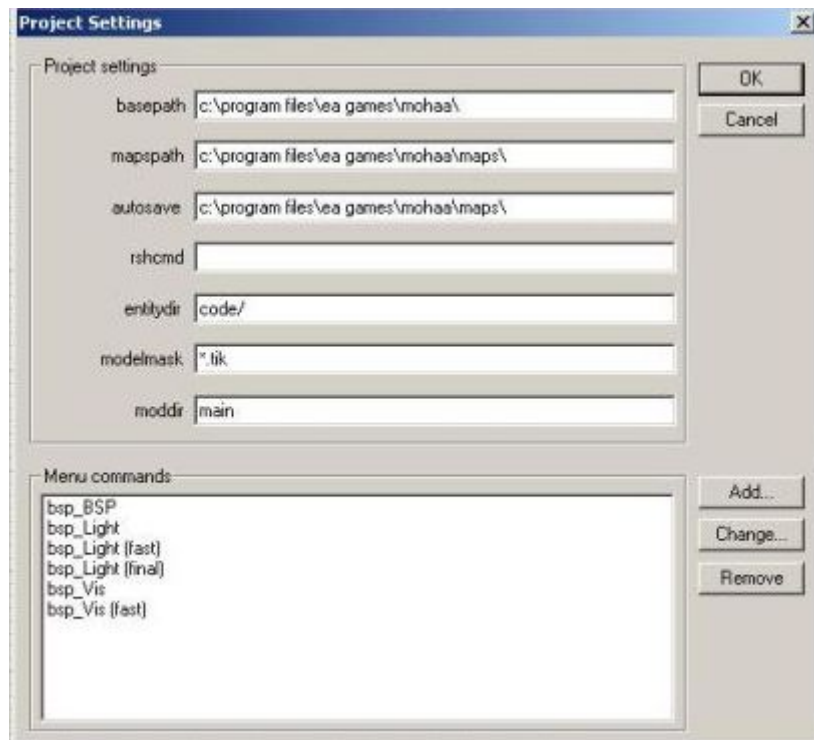 Project Settings
Project settings
OK
basepath c:\program files\ea games\mohaa\
Cancel
mapspath c:\program files\ea games\mohaa\maps\
autosave c:\program files\ea games\mohaa\maps\
rshcmd
entitydir code/
modelmask *.tik
moddir main
Menu commands
bsp_BSP
bsp_Light
bsp_Light (fast)
bsp_Light (final)
bsp_Vis
bsp_Vis (fast)
Add...
Change...
Remove